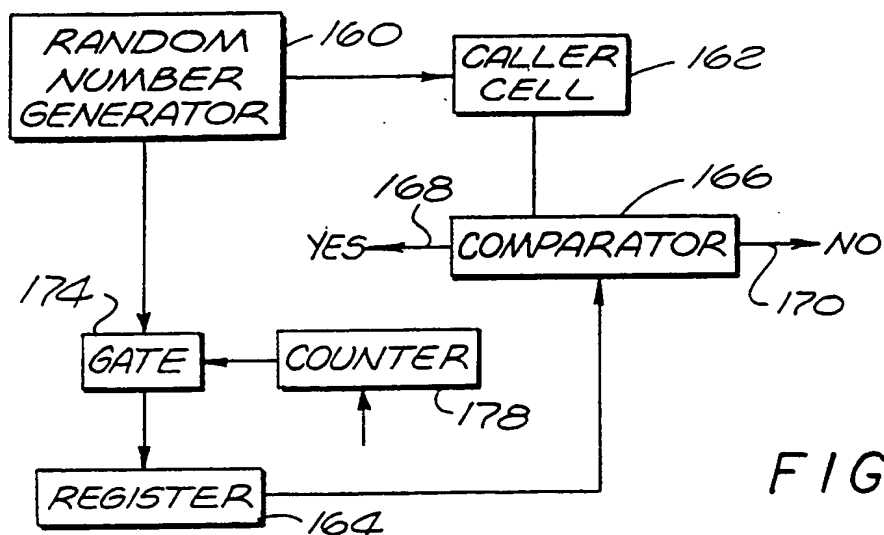 RANDOM
NUMBER
GENERATOR
160
CALLER
CELL
162
166
168
YES
COMPARATOR
NO
170
174
GATE
COUNTER
178
REGISTER
164
FIG